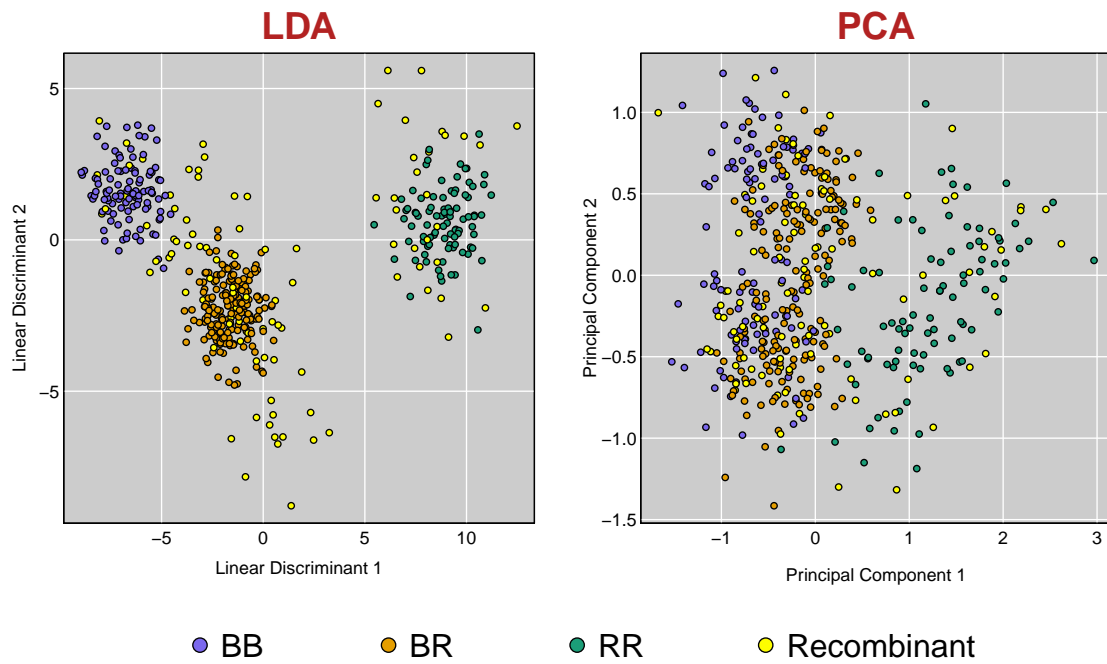 LDA
PCA
5
0
−5
Linear Discriminant 2
−5 0 5 10
Linear Discriminant 1
1.0
0.5
0.0
−0.5
−1.0
−1.5
Principal Component 2
−1 0 1 2 3
Principal Component 1
BB BR RR Recombinant